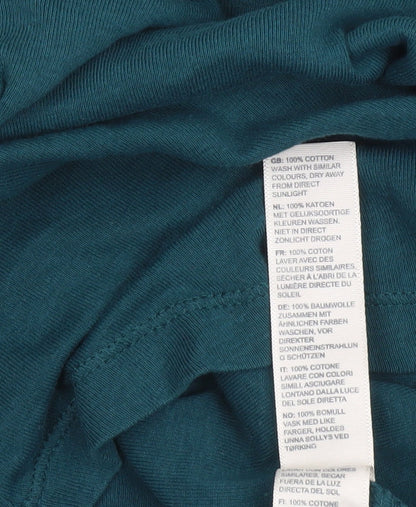 GB: 100% COTTON
WASH WITH SIMILAR
COLOURS, DRY AWAY
FROM DIRECT
SUNLIGHT
NL: 100% KATOEN
MET GELIJKSOORTIGE
KLEUREN WASSEN.
NIET IN DIRECT
ZONLICHT DROGEN
FR: 100% COTON
LAVER AVEC DES
COULEURS SIMILAIRES,
SÉCHER À L'ABRI DE LA
LUMIÈRE DIRECTE DU
SOLEIL
DE: 100% BAUMWOLLE
ZUSAMMEN MIT
ÄHNLICHEN FARBEN
WASCHEN, VOR
DIREKTER
SONNENEINSTRAHLUN
G SCHÜTZEN
IT: 100% COTONE
LAVARE CON COLORI
SIMILI, ASCIUGARE
LONTANO DALLA LUCE
DEL SOLE DIRETTA
NO: 100% BOMULL
VASK MED LIKE
FARGER, HOLDES
UNNA SOLLYS VED
TØRKING
SIMILARES. SECAR
FUERA DE LA LUZ
DIRECTA DEL SOL
FI: 100% COTONE